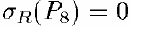 σ_R(P_8) = 0